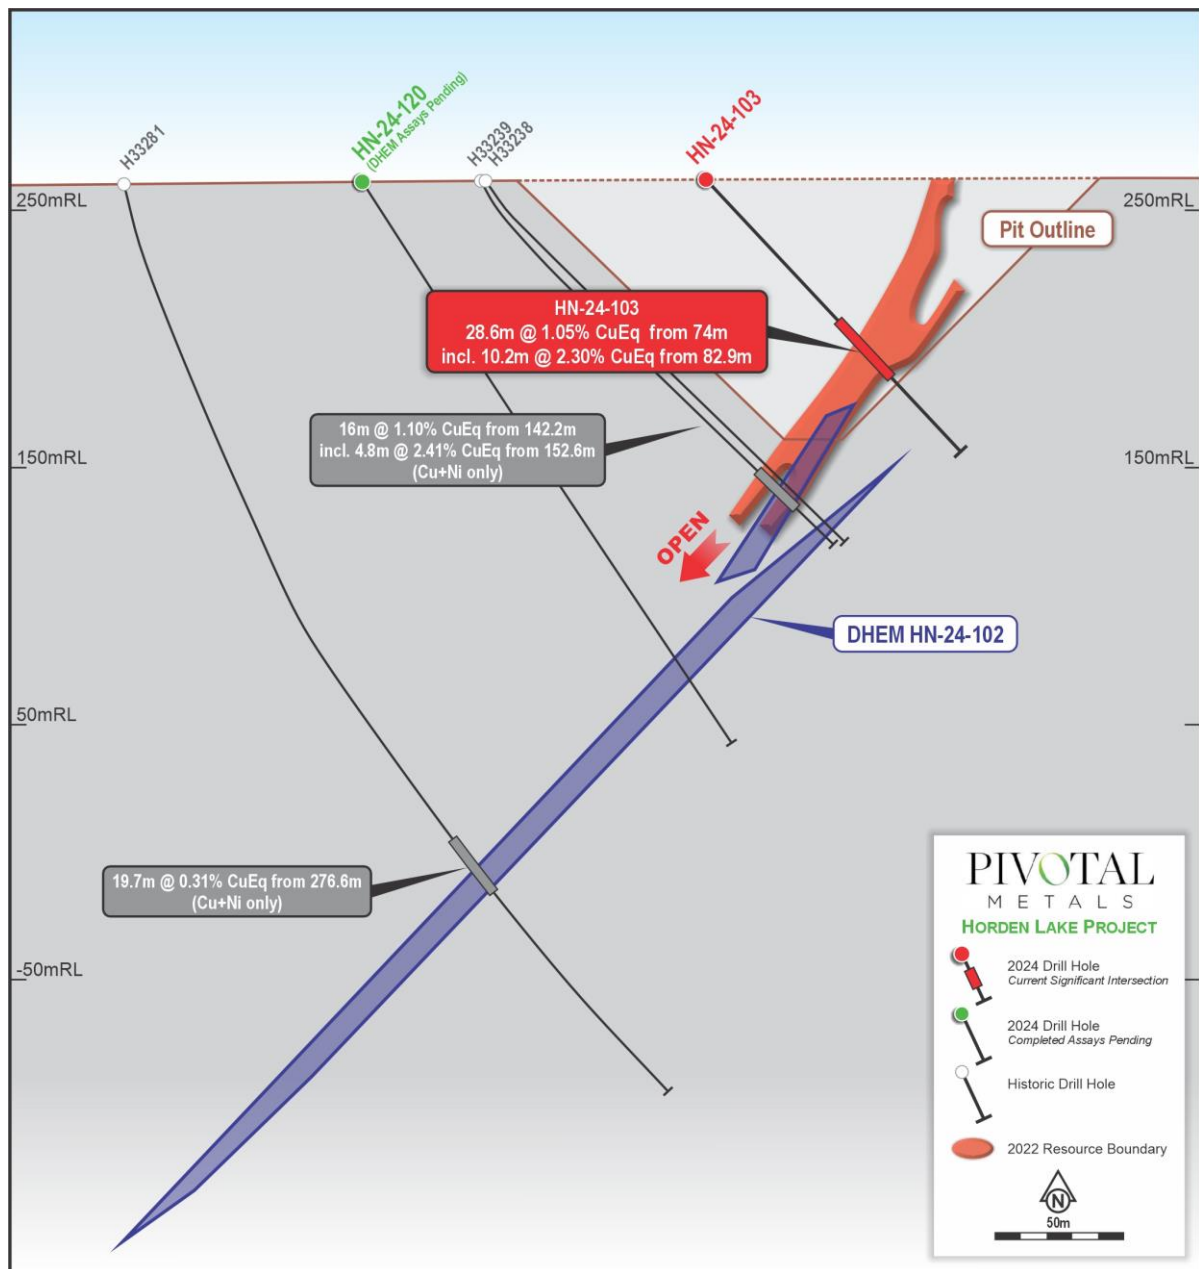 H33281
HN-24-120
(DHEM Assays Pending)
H33239
H33238
HN-24-103
250mRL
250mRL
Pit Outline
HN-24-103
28.6m @ 1.05% CuEq from 74m
incl. 10.2m @ 2.30% CuEq from 82.9m
16m @ 1.10% CuEq from 142.2m
incl. 4.8m @ 2.41% CuEq from 152.6m
(Cu+Ni only)
150mRL
150mRL
OPEN
DHEM HN-24-102
50mRL
19.7m @ 0.31% CuEq from 276.6m
(Cu+Ni only)
-50mRL
PIVOTAL
METALS
HORDEN LAKE PROJECT
2024 Drill Hole
Current Significant Intersection
2024 Drill Hole
Completed Assays Pending
Historic Drill Hole
2022 Resource Boundary
N
50m